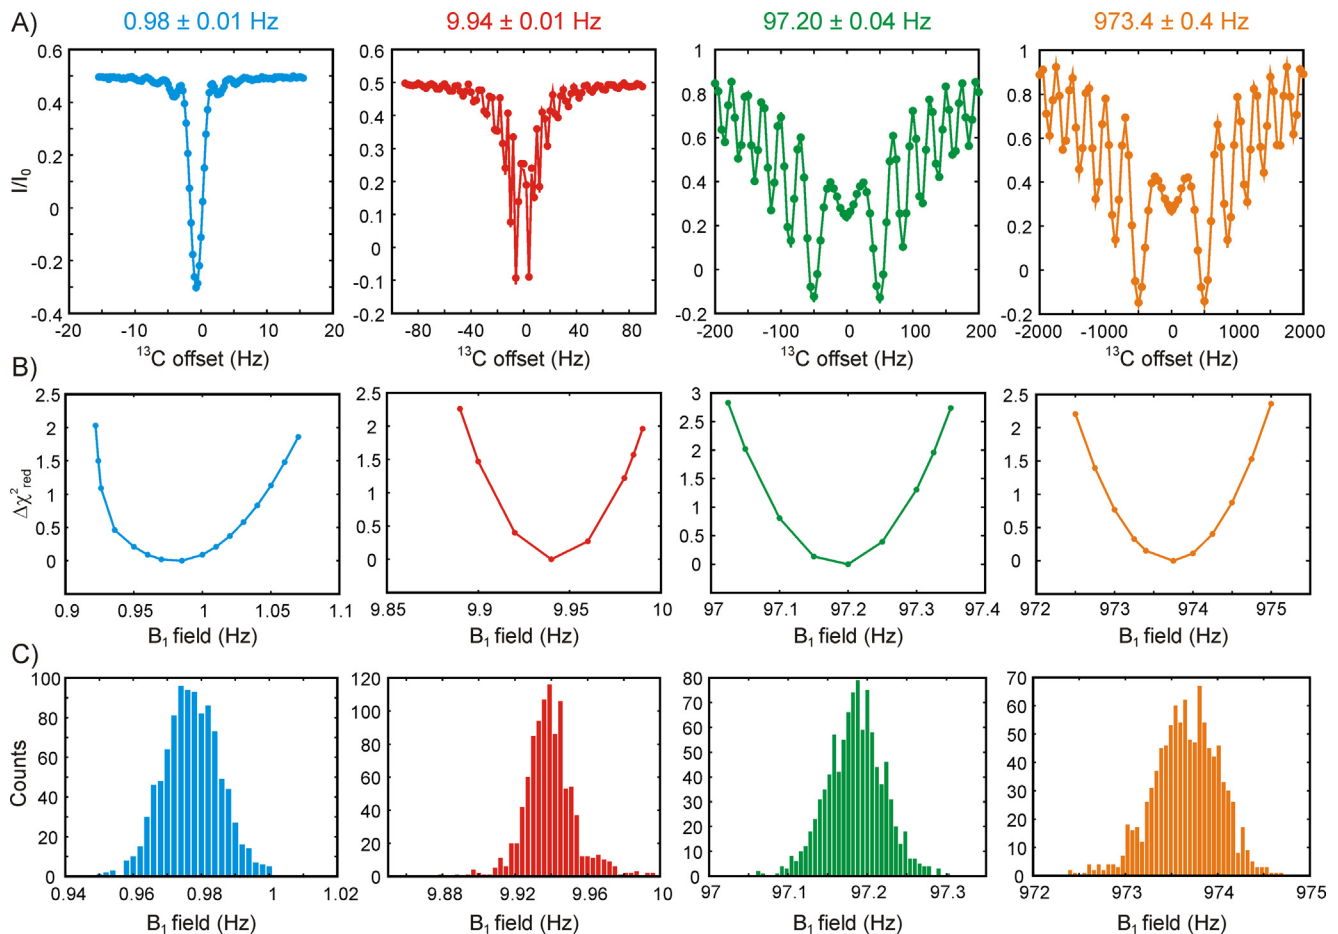 A)
0.98 ± 0.01 Hz
9.94 ± 0.01 Hz
97.20 ± 0.04 Hz
973.4 ± 0.4 Hz
I/I₀
0.6
0.4
0.2
0
-0.2
-0.4
-20 -10 0 10 20
¹³C offset (Hz)
0.6
0.5
0.4
0.3
0.2
0.1
0
-0.1
-0.2
-80 -40 0 40 80
¹³C offset (Hz)
1
0.8
0.6
0.4
0.2
0
-0.2
-200 -100 0 100 200
¹³C offset (Hz)
1
0.8
0.6
0.4
0.2
0
-0.2
-2000 -1000 0 1000 2000
¹³C offset (Hz)
B)
Δχ²red
2.5
2
1.5
1
0.5
0
0.9 0.95 1 1.05 1.1
B₁ field (Hz)
2.5
2
1.5
1
0.5
0
9.85 9.9 9.95 10
B₁ field (Hz)
3
2.5
2
1.5
1
0.5
0
97 97.1 97.2 97.3 97.4
B₁ field (Hz)
2.5
2
1.5
1
0.5
0
972 973 974 975
B₁ field (Hz)
C)
Counts
100
80
60
40
20
0
0.94 0.96 0.98 1 1.02
B₁ field (Hz)
120
100
80
60
40
20
0
9.88 9.92 9.96 10
B₁ field (Hz)
80
70
60
50
40
30
20
10
0
97 97.1 97.2 97.3
B₁ field (Hz)
70
60
50
40
30
20
10
0
972 973 974 975
B₁ field (Hz)